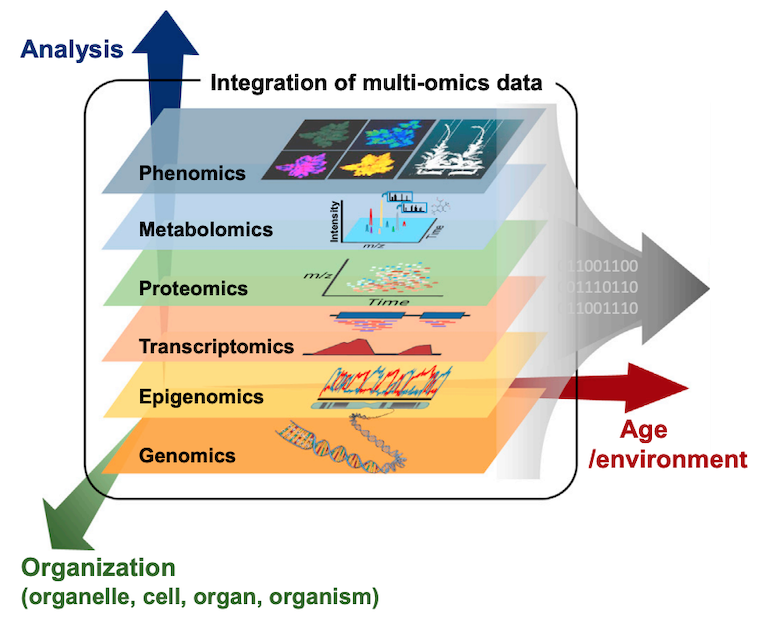 Analysis
Integration of multi-omics data
Phenomics
Metabolomics
Intensity
m/z
Time
Proteomics
m/z
Time
Transcriptomics
Epigenomics
Genomics
11001100
01110110
11001110
Age
/environment
Organization
(organelle, cell, organ, organism)